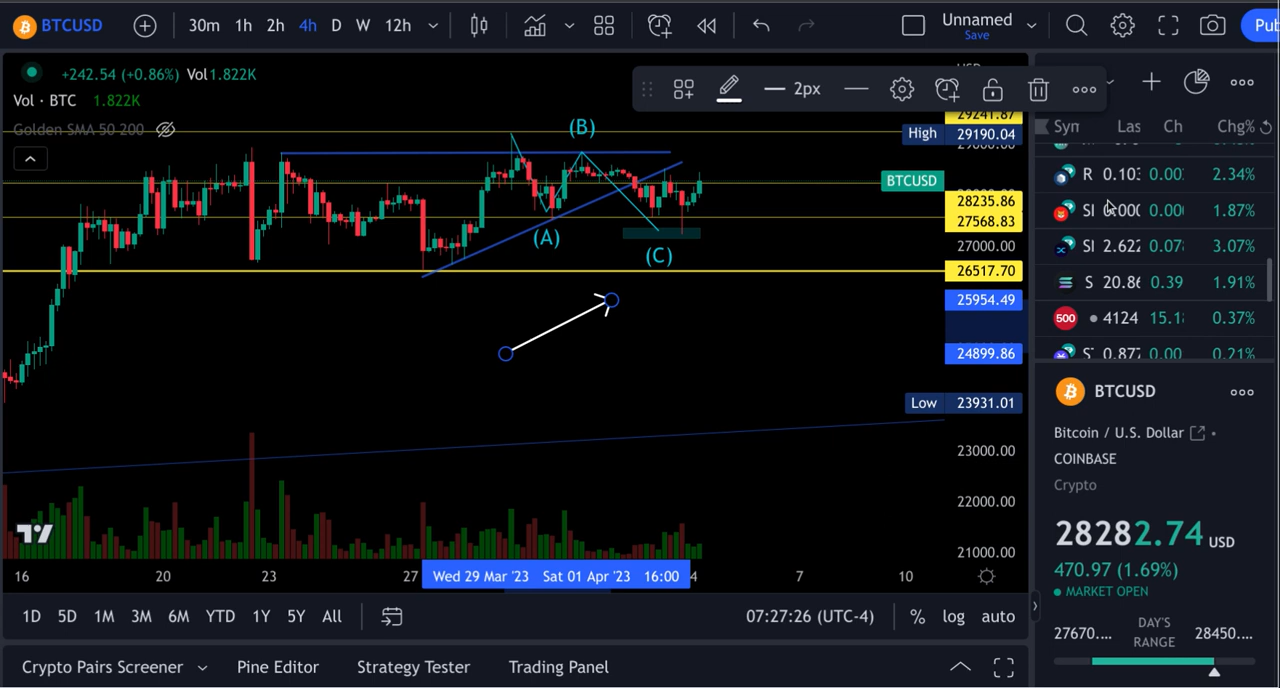 BTCUSD 30m 1h 2h 4h D W 12h Unnamed
Save
+242.54 (+0.86%) Vol1.822K
Vol · BTC 1.822K
Golden SMA 50 200
2px
29241.87
High 29190.04
BTCUSD
28235.86
27568.83
27000.00
26517.70
25954.49
24899.86
Low 23931.01
23000.00
22000.00
21000.00
(A)
(B)
(C)
16 20 23 27 Wed 29 Mar '23 Sat 01 Apr '23 16:00 4 7 10
1D 5D 1M 3M 6M YTD 1Y 5Y All 07:27:26 (UTC-4) % log auto
Crypto Pairs Screener Pine Editor Strategy Tester Trading Panel
Chg%
R 0.103 2.34%
SI 1.87%
SI 2.622 3.07%
S 20.86 0.39 1.91%
500 4124 15.1 0.37%
0.877 0.00 0.21%
BTCUSD
Bitcoin / U.S. Dollar
COINBASE
Crypto
28282.74 USD
470.97 (1.69%)
MARKET OPEN
27670.... DAY'S RANGE 28450....